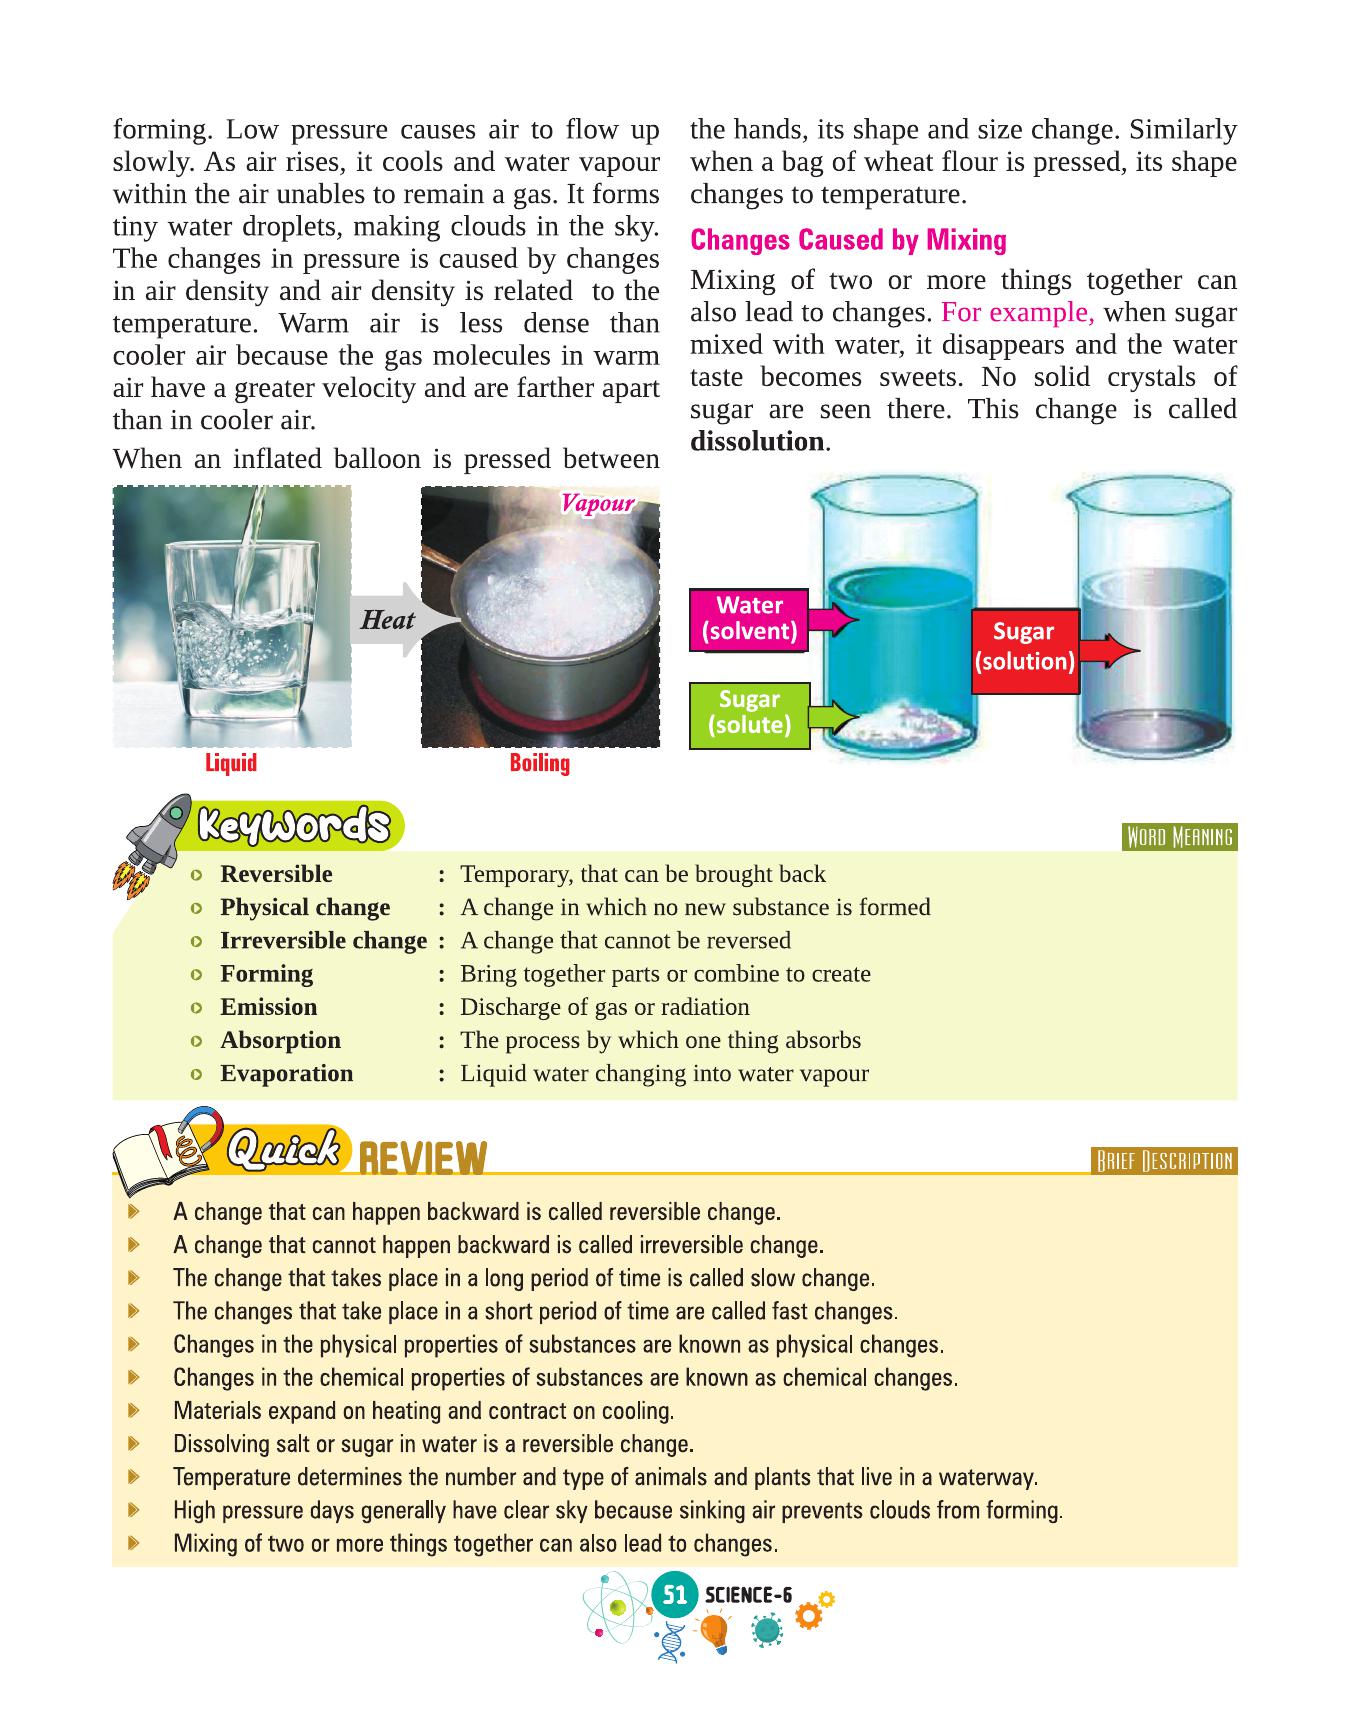 forming. Low pressure causes air to flow up
slowly. As air rises, it cools and water vapour
within the air unables to remain a gas. It forms
tiny water droplets, making clouds in the sky.
The changes in pressure is caused by changes
in air density and air density is related to the
temperature. Warm air is less dense than
cooler air because the gas molecules in warm
air have a greater velocity and are farther apart
than in cooler air.
When an inflated balloon is pressed between
Vapour
Heat
Liquid
Boiling
the hands, its shape and size change. Similarly
when a bag of wheat flour is pressed, its shape
changes to temperature.
Changes Caused by Mixing
Mixing of two or more things together can
also lead to changes. For example, when sugar
mixed with water, it disappears and the water
taste becomes sweets. No solid crystals of
sugar are seen there. This change is called
dissolution.
Water
(solvent)
Sugar
(solute)
Sugar
(solution)
Keywords
WORD MEANING
Reversible : Temporary, that can be brought back
Physical change : A change in which no new substance is formed
Irreversible change : A change that cannot be reversed
Forming : Bring together parts or combine to create
Emission : Discharge of gas or radiation
Absorption : The process by which one thing absorbs
Evaporation : Liquid water changing into water vapour
Quick REVIEW
BRIEF DESCRIPTION
A change that can happen backward is called reversible change.
A change that cannot happen backward is called irreversible change.
The change that takes place in a long period of time is called slow change.
The changes that take place in a short period of time are called fast changes.
Changes in the physical properties of substances are known as physical changes.
Changes in the chemical properties of substances are known as chemical changes.
Materials expand on heating and contract on cooling.
Dissolving salt or sugar in water is a reversible change.
Temperature determines the number and type of animals and plants that live in a waterway.
High pressure days generally have clear sky because sinking air prevents clouds from forming.
Mixing of two or more things together can also lead to changes.
51 SCIENCE-6